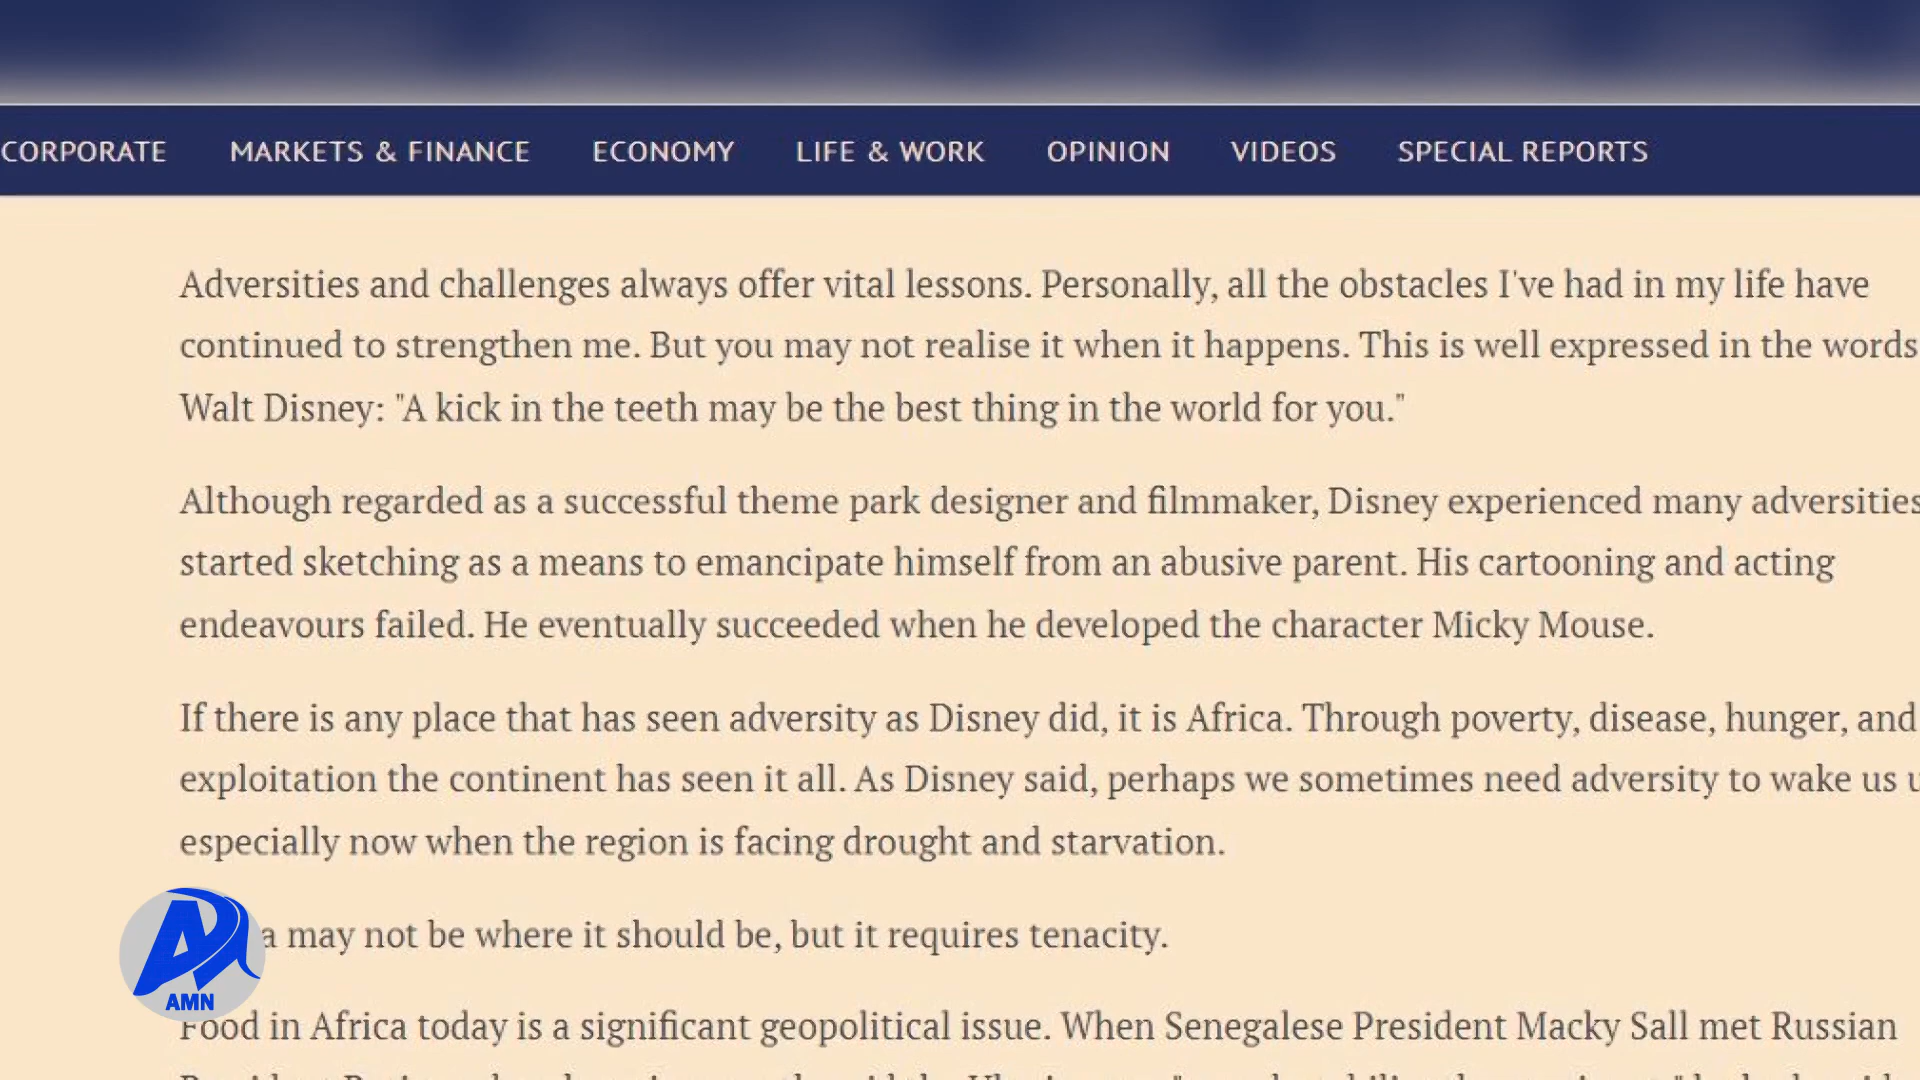 CORPORATE MARKETS & FINANCE ECONOMY LIFE & WORK OPINION VIDEOS SPECIAL REPORTS
Adversities and challenges always offer vital lessons. Personally, all the obstacles I've had in my life have
continued to strengthen me. But you may not realise it when it happens. This is well expressed in the words
Walt Disney: "A kick in the teeth may be the best thing in the world for you."
Although regarded as a successful theme park designer and filmmaker, Disney experienced many adversities
started sketching as a means to emancipate himself from an abusive parent. His cartooning and acting
endeavours failed. He eventually succeeded when he developed the character Micky Mouse.
If there is any place that has seen adversity as Disney did, it is Africa. Through poverty, disease, hunger, and
exploitation the continent has seen it all. As Disney said, perhaps we sometimes need adversity to wake us
especially now when the region is facing drought and starvation.
a may not be where it should be, but it requires tenacity.
AMN
Food in Africa today is a significant geopolitical issue. When Senegalese President Macky Sall met Russian